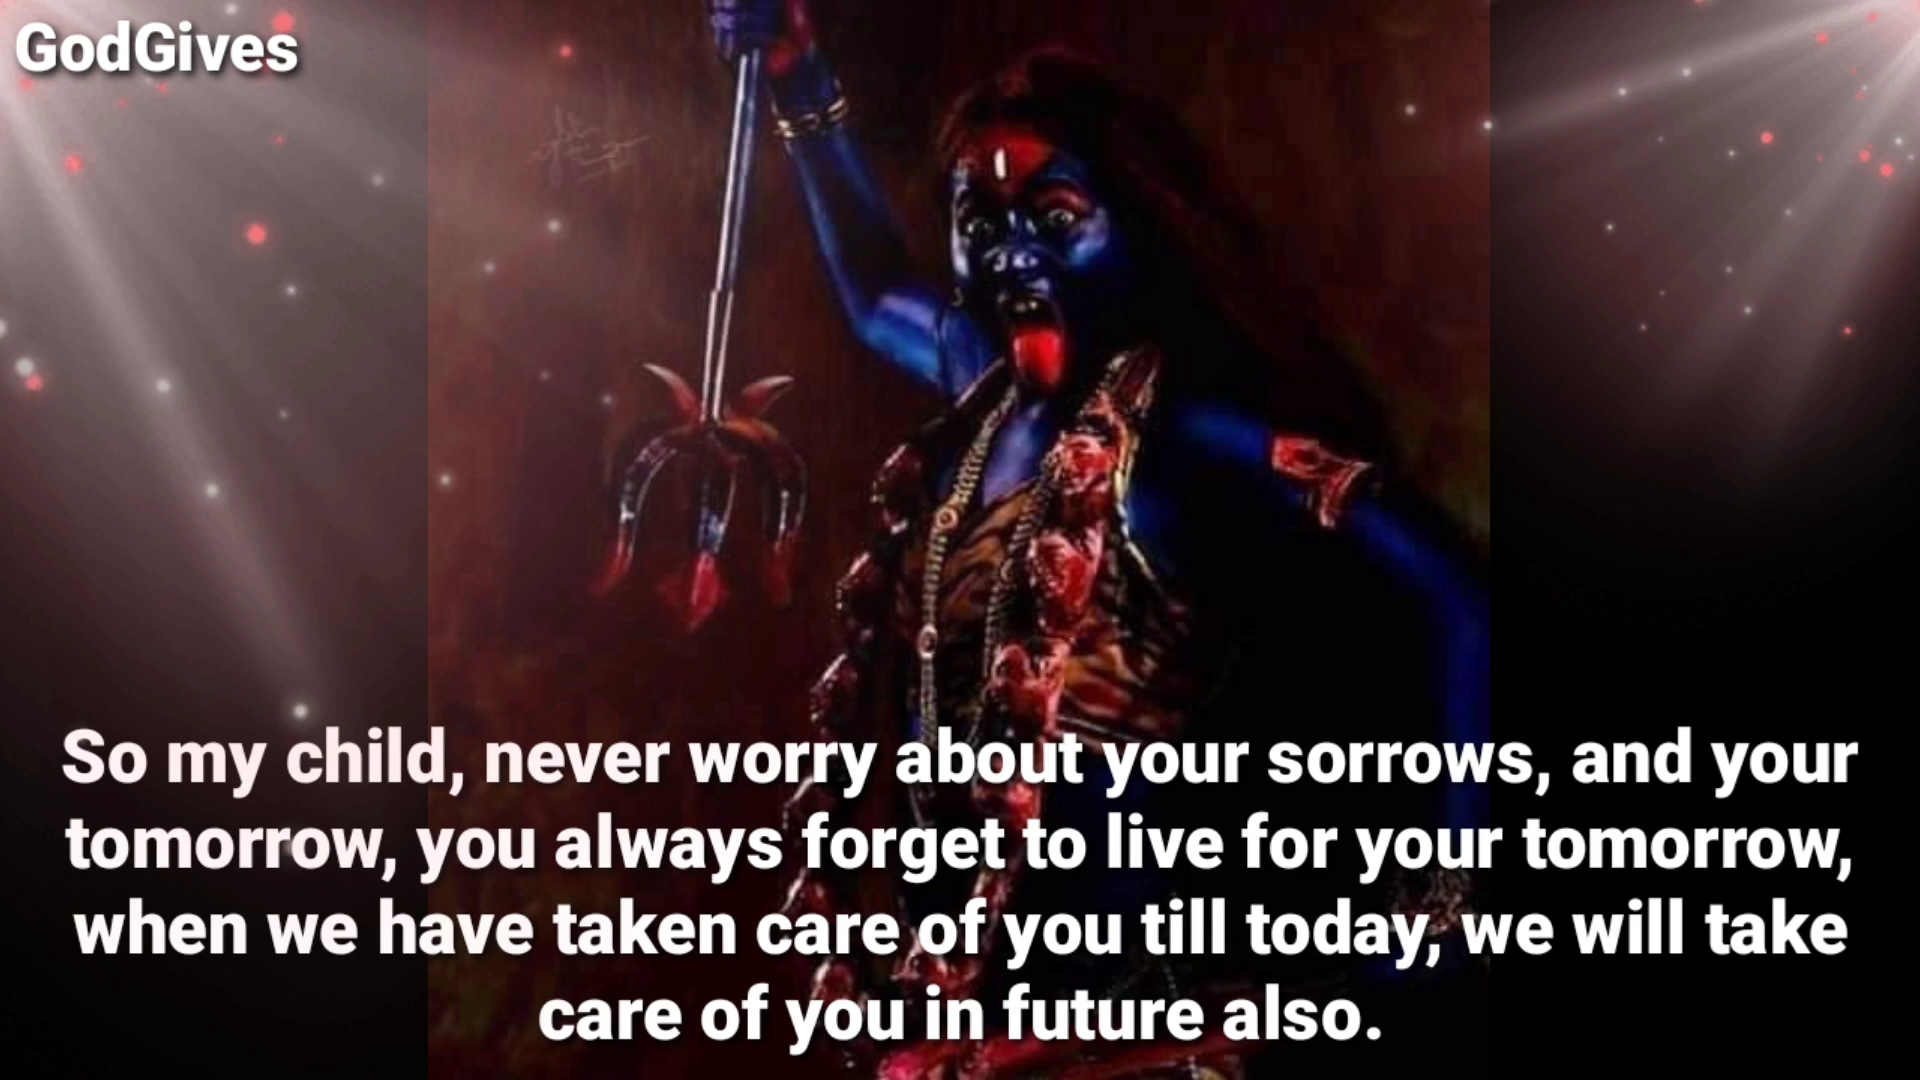 GodGives
So my child, never worry about your sorrows, and your
tomorrow, you always forget to live for your tomorrow,
when we have taken care of you till today, we will take
care of you in future also.